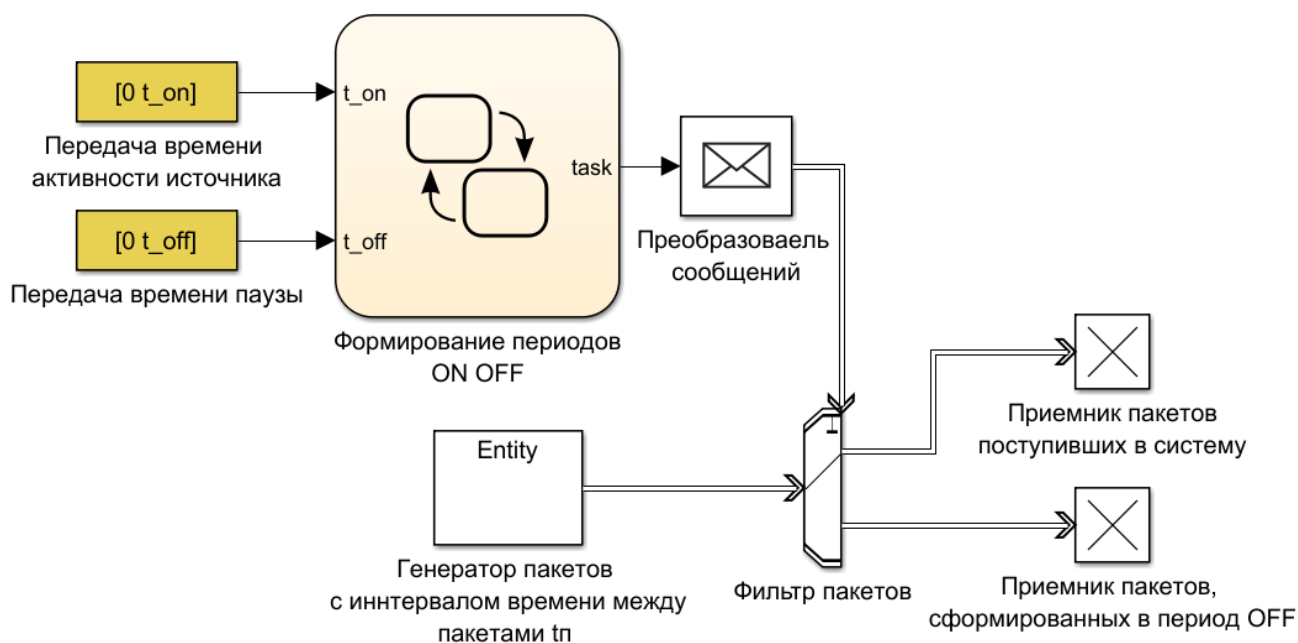 [0 t_on]
Передача времени
активности источника
[0 t_off]
Передача времени паузы
t_on
t_off
task
Формирование периодов
ON OFF
Преобразоваель
сообщений
Entity
Генератор пакетов
с иннтервалом времени между
пакетами tп
Фильтр пакетов
Приемник пакетов
поступивших в систему
Приемник пакетов,
сформированных в период OFF